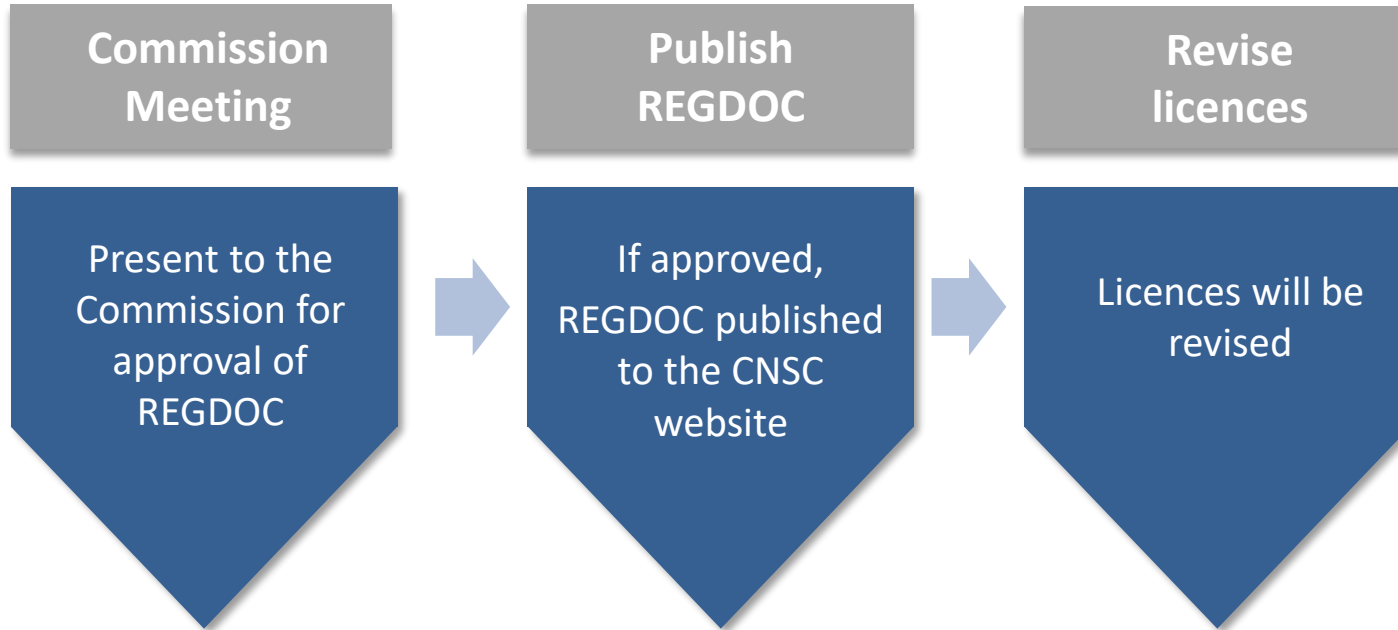 Commission
Meeting
Present to the
Commission for
approval of
REGDOC
Publish
REGDOC
If approved,
REGDOC published
to the CNSC
website
Revise
licences
Licences will be
revised